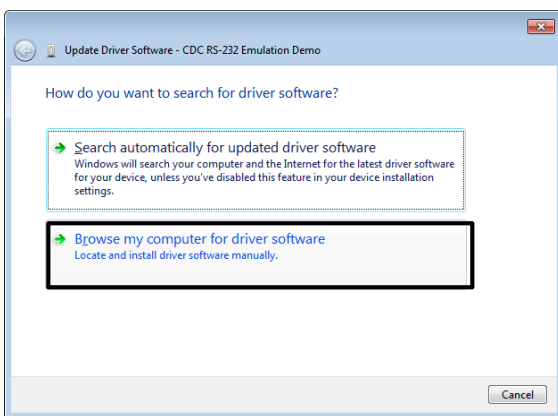 Update Driver Software - CDC RS-232 Emulation Demo
How do you want to search for driver software?
Search automatically for updated driver software
Windows will search your computer and the Internet for the latest driver software
for your device, unless you've disabled this feature in your device installation
settings.
Browse my computer for driver software
Locate and install driver software manually.
Cancel